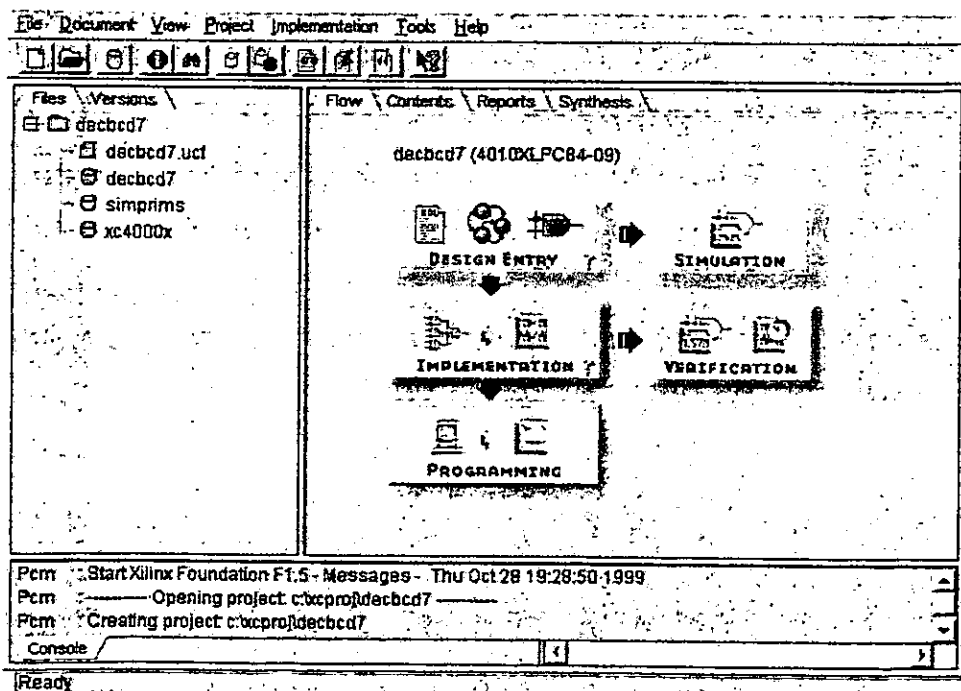 File Document View Project Implementation Tools Help
Files Versions
Flow Contents Reports Synthesis
decbcd7
decbcd7.ucf
decbcd7
simprims
xc4000x
decbcd7 (4010XLPC84-09)
DESIGN ENTRY
SIMULATION
IMPLEMENTATION
VERIFICATION
PROGRAMMING
Pcm Start Xilinx Foundation F1.5 - Messages - Thu Oct 28 19:28:50 1999
Pcm ---------- Opening project: c:\xcproj\decbcd7 ----------
Pcm Creating project: c:\xcproj\decbcd7
Console
Ready